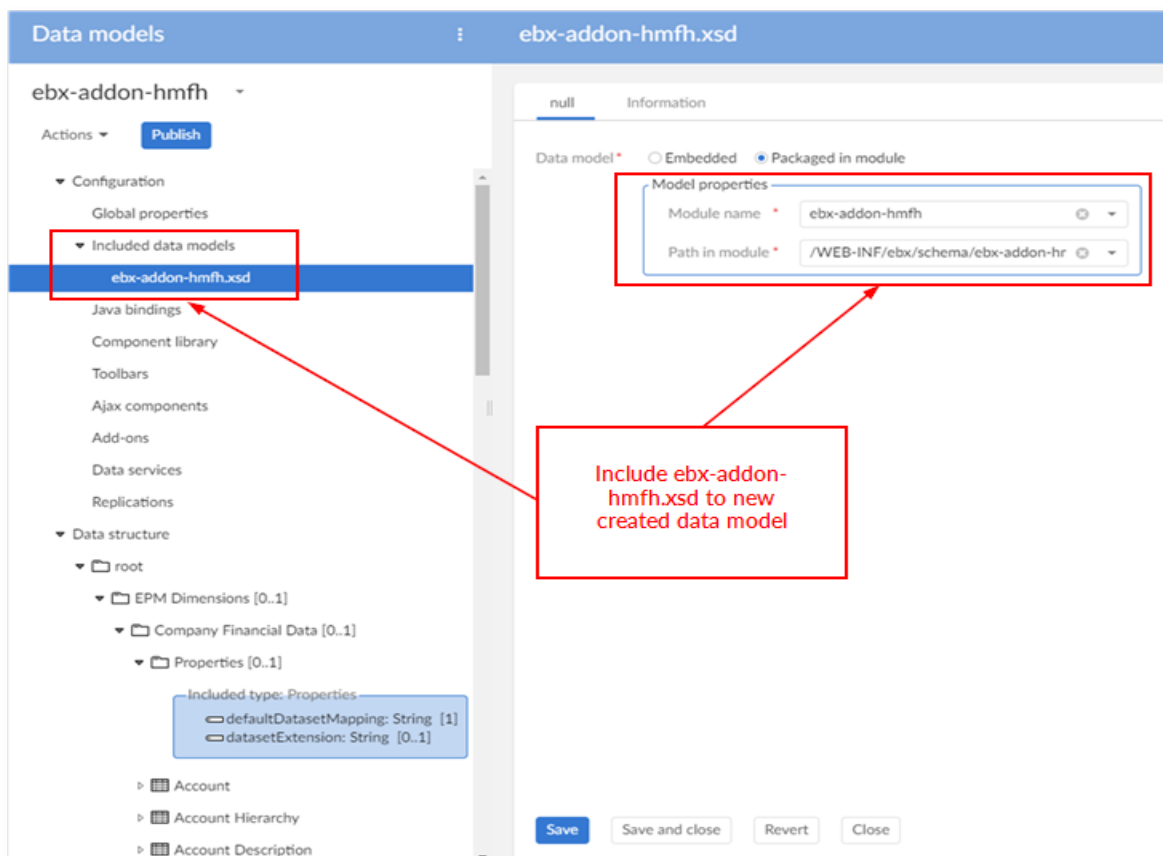 Data models
ebx-addon-hmfh.xsd
ebx-addon-hmfh
Actions
Publish
Configuration
Global properties
Included data models
ebx-addon-hmfh.xsd
Java bindings
Component library
Toolbars
Ajax components
Add-ons
Data services
Replications
Data structure
root
EPM Dimensions [0..1]
Company Financial Data [0..1]
Properties [0..1]
Included type: Properties
defaultDatasetMapping: String [1]
datasetExtension: String [0..1]
Account
Account Hierarchy
Account Description
null
Information
Data model * Embedded Packaged in module
Model properties
Module name * ebx-addon-hmfh
Path in module * /WEB-INF/ebx/schema/ebx-addon-hr
Include ebx-addon-
hmfh.xsd to new
created data model
Save
Save and close
Revert
Close